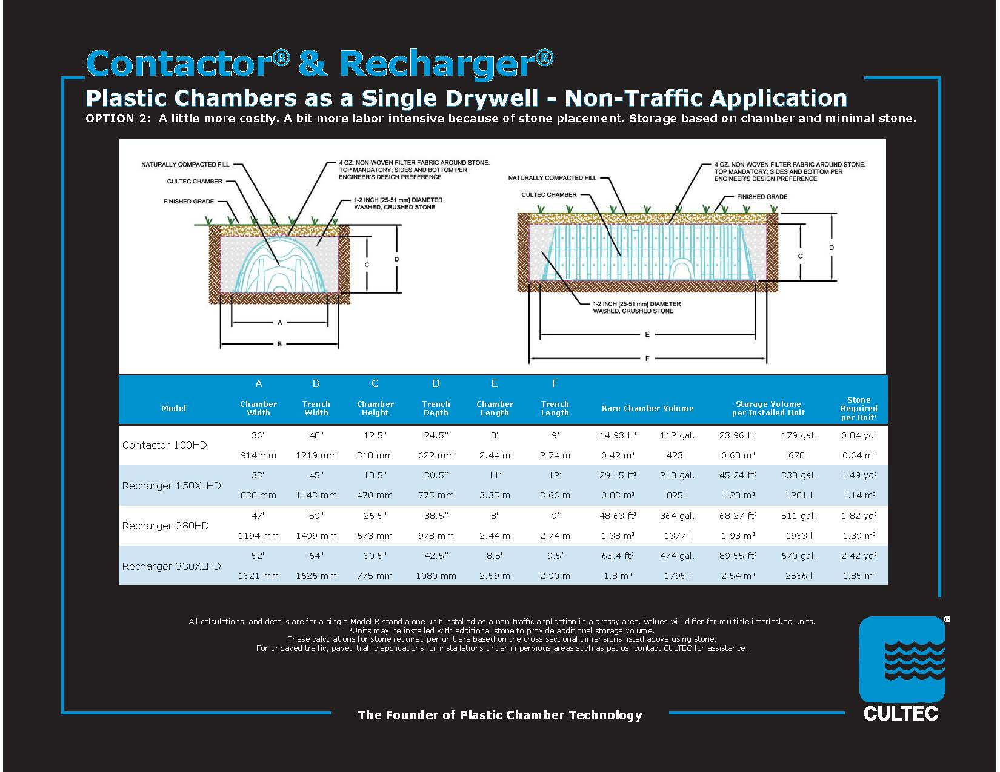 Contactor® & Recharger®
Plastic Chambers as a Single Drywell - Non-Traffic Application
OPTION 2: A little more costly. A bit more labor intensive because of stone placement. Storage based on chamber and minimal stone.
NATURALLY COMPACTED FILL
CULTEC CHAMBER
FINISHED GRADE
4 OZ. NON-WOVEN FILTER FABRIC AROUND STONE.
TOP MANDATORY; SIDES AND BOTTOM PER
ENGINEER'S DESIGN PREFERENCE
1-2 INCH [25-51 mm] DIAMETER
WASHED, CRUSHED STONE
C
D
A
B
NATURALLY COMPACTED FILL
CULTEC CHAMBER
4 OZ. NON-WOVEN FILTER FABRIC AROUND STONE.
TOP MANDATORY; SIDES AND BOTTOM PER
ENGINEER'S DESIGN PREFERENCE
FINISHED GRADE
D
C
1-2 INCH [25-51 mm] DIAMETER
WASHED, CRUSHED STONE
E
F
A B C D E F
Model Chamber Width Trench Width Chamber Height Trench Depth Chamber Length Trench Length Bare Chamber Volume Storage Volume per Installed Unit Stone Required per Unit¹
Contactor 100HD
36" 48" 12.5" 24.5” 8' 9’ 14.93 ft³ 112 gal. 23.96 ft³ 179 gal. 0.84 yd³
914 mm 1219 mm 318 mm 622 mm 2.44 m 2.74 m 0.42 m³ 423 l 0.68 m³ 678 l 0.64 m³
Recharger 150XLHD
33" 45" 18.5" 30.5” 11’ 12’ 29.15 ft³ 218 gal. 45.24 ft³ 338 gal. 1.49 yd³
838 mm 1143 mm 470 mm 775 mm 3.35 m 3.66 m 0.83 m³ 825 l 1.28 m³ 1281 l 1.14 m³
Recharger 280HD
47" 59" 26.5" 38.5” 8' 9’ 48.63 ft³ 364 gal. 68.27 ft³ 511 gal. 1.82 yd³
1194 mm 1499 mm 673 mm 978 mm 2.44 m 2.74 m 1.38 m³ 1377 l 1.93 m³ 1933 l 1.39 m³
Recharger 330XLHD
52" 64" 30.5" 42.5” 8.5' 9.5’ 63.4 ft³ 474 gal. 89.55 ft³ 670 gal. 2.42 yd³
1321 mm 1626 mm 775 mm 1080 mm 2.59 m 2.90 m 1.8 m³ 1795 l 2.54 m³ 2536 l 1.85 m³
All calculations and details are for a single Model R stand alone unit installed as a non-traffic application in a grassy area. Values will differ for multiple interlocked units.
¹Units may be installed with additional stone to provide additional storage volume.
These calculations for stone required per unit are based on the cross sectional dimensions listed above using stone.
For unpaved traffic, paved traffic applications, or installations under impervious areas such as patios, contact CULTEC for assistance.
®
CULTEC
The Founder of Plastic Chamber Technology